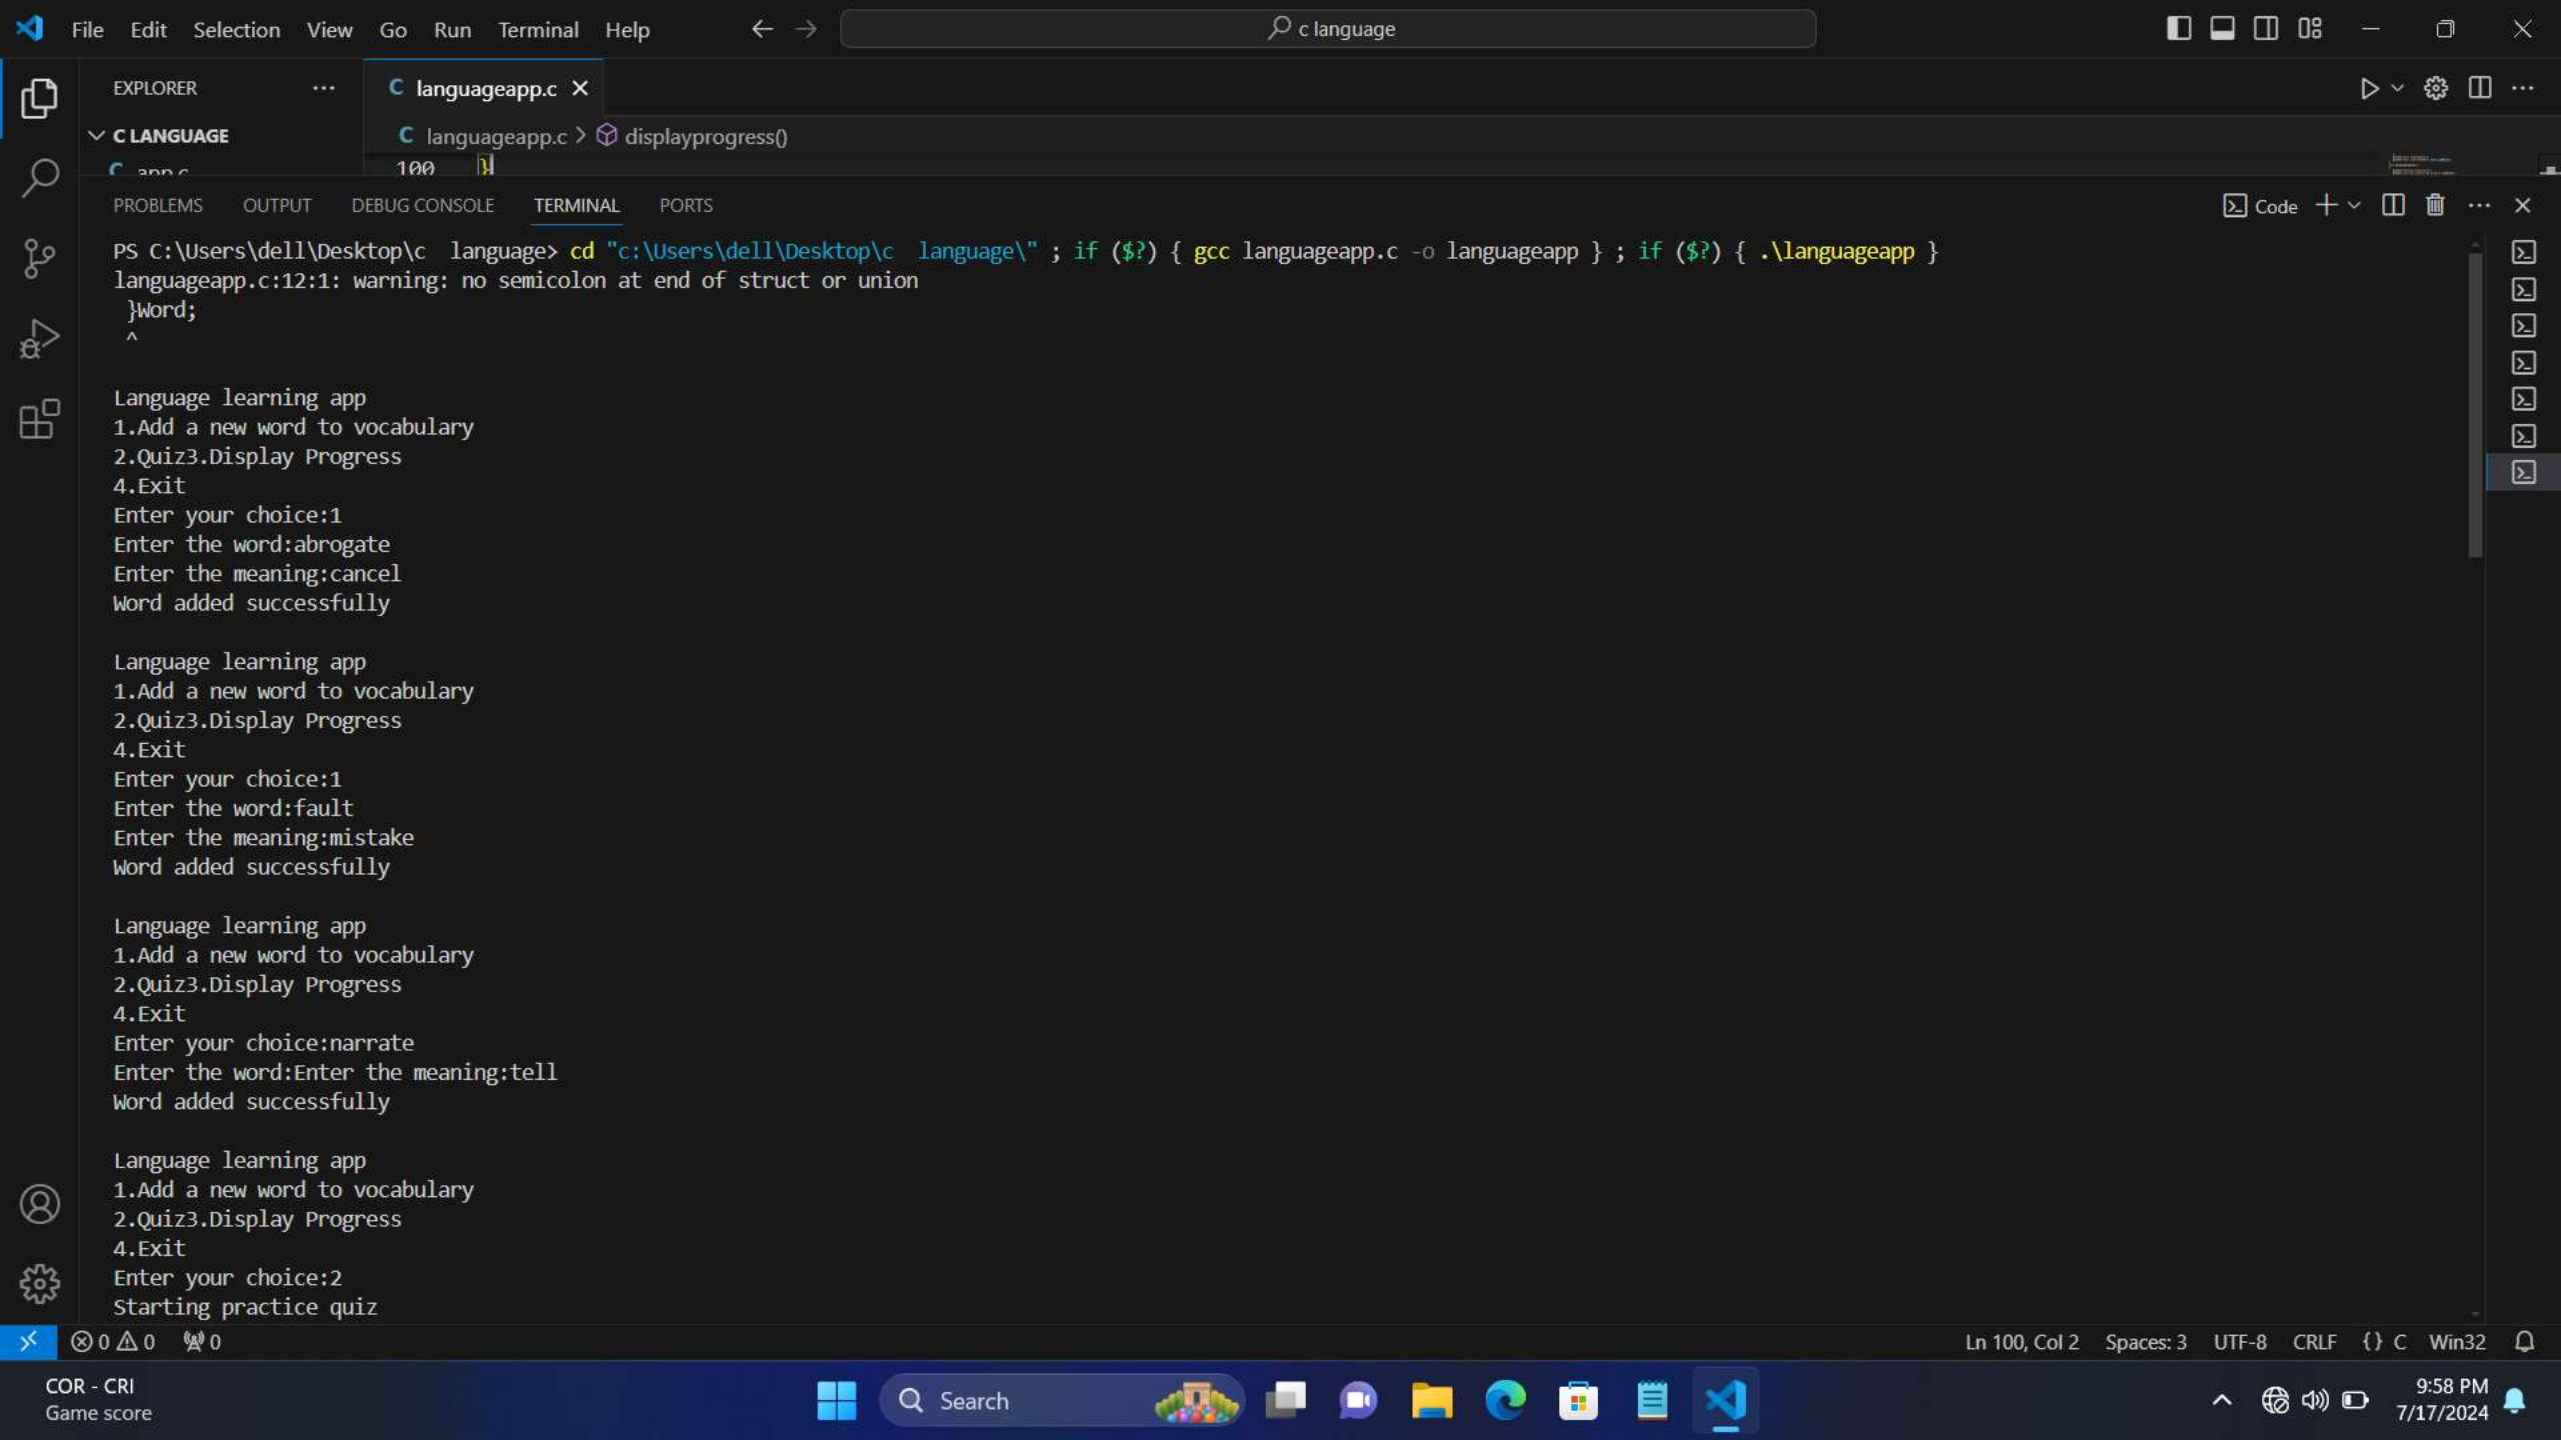 File Edit Selection View Go Run Terminal Help
c language
EXPLORER
languageapp.c
C LANGUAGE
C languageapp.c > displayprogress()
C app.c
100 }
PROBLEMS OUTPUT DEBUG CONSOLE TERMINAL PORTS
Code
PS C:\Users\dell\Desktop\c  language> cd "c:\Users\dell\Desktop\c  language\" ; if ($?) { gcc languageapp.c -o languageapp } ; if ($?) { .\languageapp }
languageapp.c:12:1: warning: no semicolon at end of struct or union
}Word;
^
Language learning app
1.Add a new word to vocabulary
2.Quiz3.Display Progress
4.Exit
Enter your choice:1
Enter the word:abrogate
Enter the meaning:cancel
Word added successfully
Language learning app
1.Add a new word to vocabulary
2.Quiz3.Display Progress
4.Exit
Enter your choice:1
Enter the word:fault
Enter the meaning:mistake
Word added successfully
Language learning app
1.Add a new word to vocabulary
2.Quiz3.Display Progress
4.Exit
Enter your choice:narrate
Enter the word:Enter the meaning:tell
Word added successfully
Language learning app
1.Add a new word to vocabulary
2.Quiz3.Display Progress
4.Exit
Enter your choice:2
Starting practice quiz
0 0 0
Ln 100, Col 2 Spaces: 3 UTF-8 CRLF {} C Win32
COR - CRI
Game score
Search
9:58 PM
7/17/2024